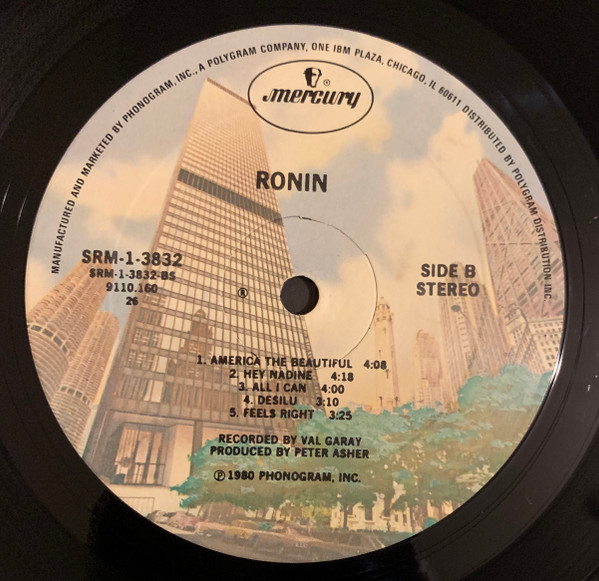 MANUFACTURED AND MARKETED BY PHONOGRAM, INC., A POLYGRAM COMPANY, ONE IBM PLAZA, CHICAGO, IL 60611 DISTRIBUTED BY POLYGRAM DISTRIBUTION INC.
mercury ®
RONIN
SRM-1-3832
SRM-1-3832-BS
9110.160
26
®
SIDE B
STEREO
1. AMERICA THE BEAUTIFUL 4:08
2. HEY NADINE 4:18
3. ALL I CAN 4:00
4. DESILU 3:10
5. FEELS RIGHT 3:25
RECORDED BY VAL GARAY
PRODUCED BY PETER ASHER
Ⓟ 1980 PHONOGRAM, INC.